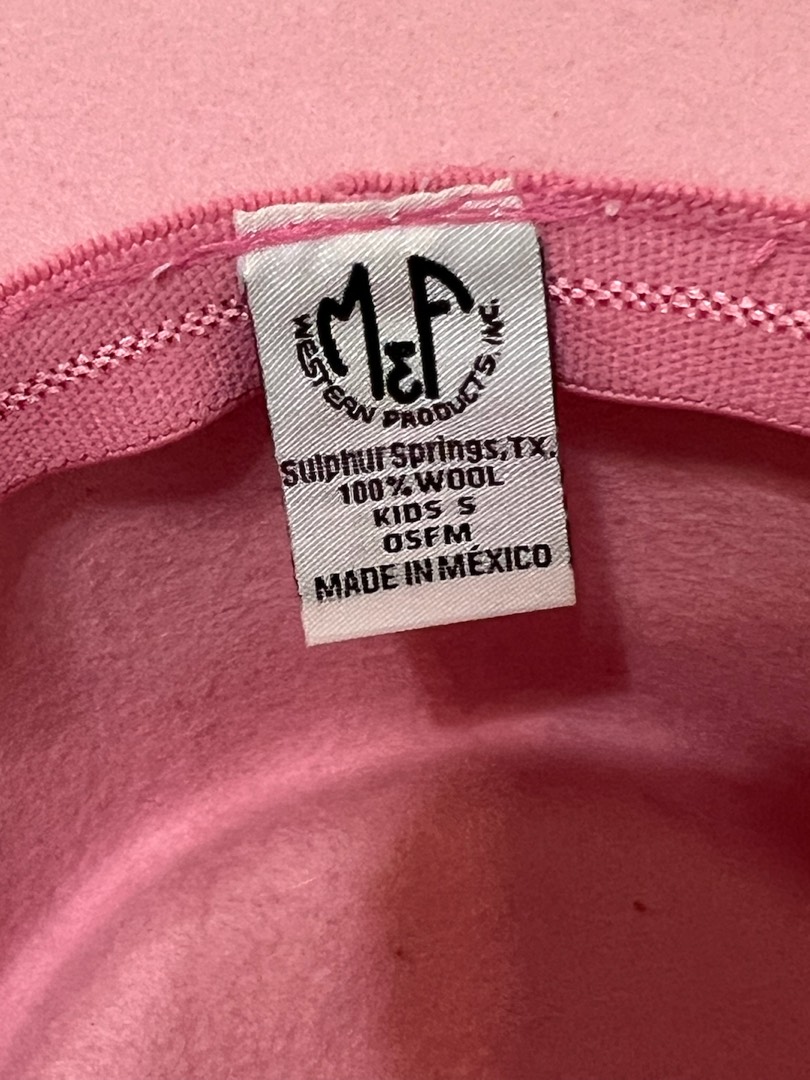 M&F
WESTERN PRODUCTS, INC.
Sulphur Springs, Tx.
100% WOOL
KIDS S
OSFM
MADE IN MÉXICO